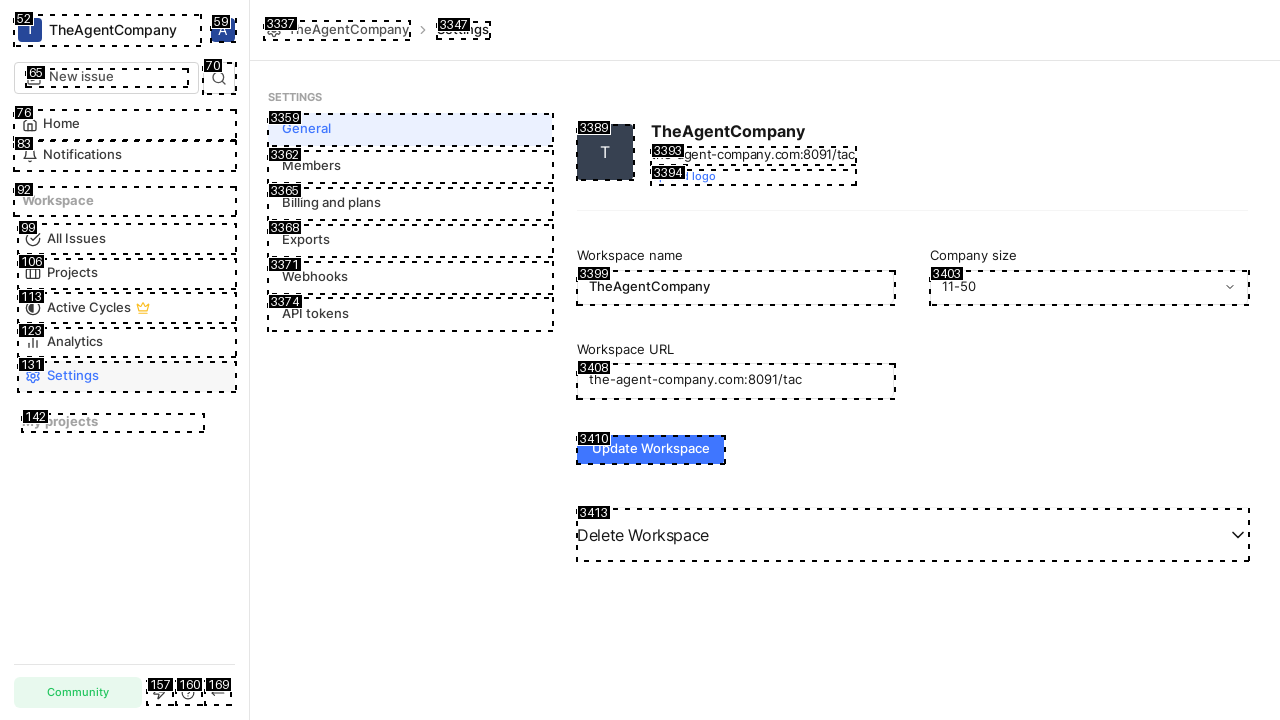 52
T
TheAgentCompany
59
A
65
New issue
70
76
Home
83
Notifications
92
Workspace
99
All Issues
106
Projects
113
Active Cycles
123
Analytics
131
Settings
142
My projects
Community
157
160
169
3337
TheAgentCompany
3347
Settings
SETTINGS
3359
General
3362
Members
3365
Billing and plans
3368
Exports
3371
Webhooks
3374
API tokens
3389
T
TheAgentCompany
3393
the-agent-company.com:8091/tac
3394
logo
Workspace name
3399
TheAgentCompany
Company size
3403
11-50
Workspace URL
3408
the-agent-company.com:8091/tac
3410
Update Workspace
3413
Delete Workspace